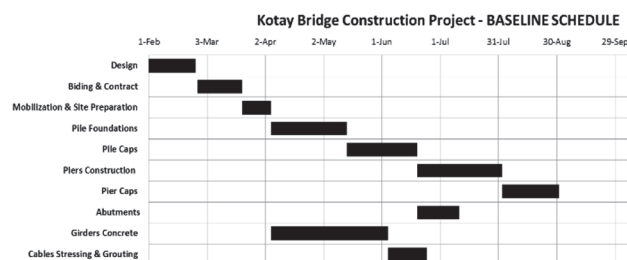 Kotay Bridge Construction Project - BASELINE SCHEDULE
1-Feb 3-Mar 2-Apr 2-May 1-Jun 1-Jul 31-Jul 30-Aug 29-Sep
Design
Biding & Contract
Mobilization & Site Preparation
Pile Foundations
Pile Caps
Piers Construction
Pier Caps
Abutments
Girders Concrete
Cables Stressing & Grouting